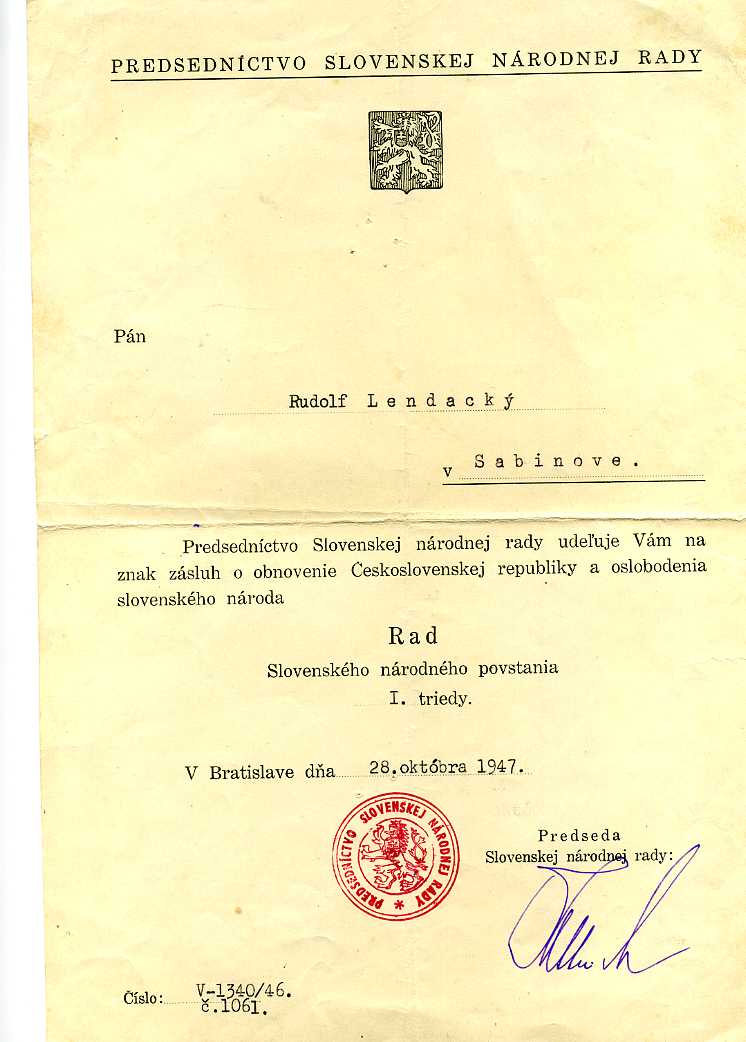 PREDSEDNÍCTVO SLOVENSKEJ NÁRODNEJ RADY
Pán
Rudolf Lendacký
v Sabinove.
Predsedníctvo Slovenskej národnej rady udeľuje Vám na
znak zásluh o obnovenie Československej republiky a oslobodenia
slovenského národa
Rad
Slovenského národného povstania
I. triedy.
V Bratislave dňa 28.októbra 1947.
PREDSEDNÍCTVO SLOVENSKEJ NÁRODNEJ RADY *
Predseda
Slovenskej národnej rady:
Číslo: V-1340/46.
č.1061.